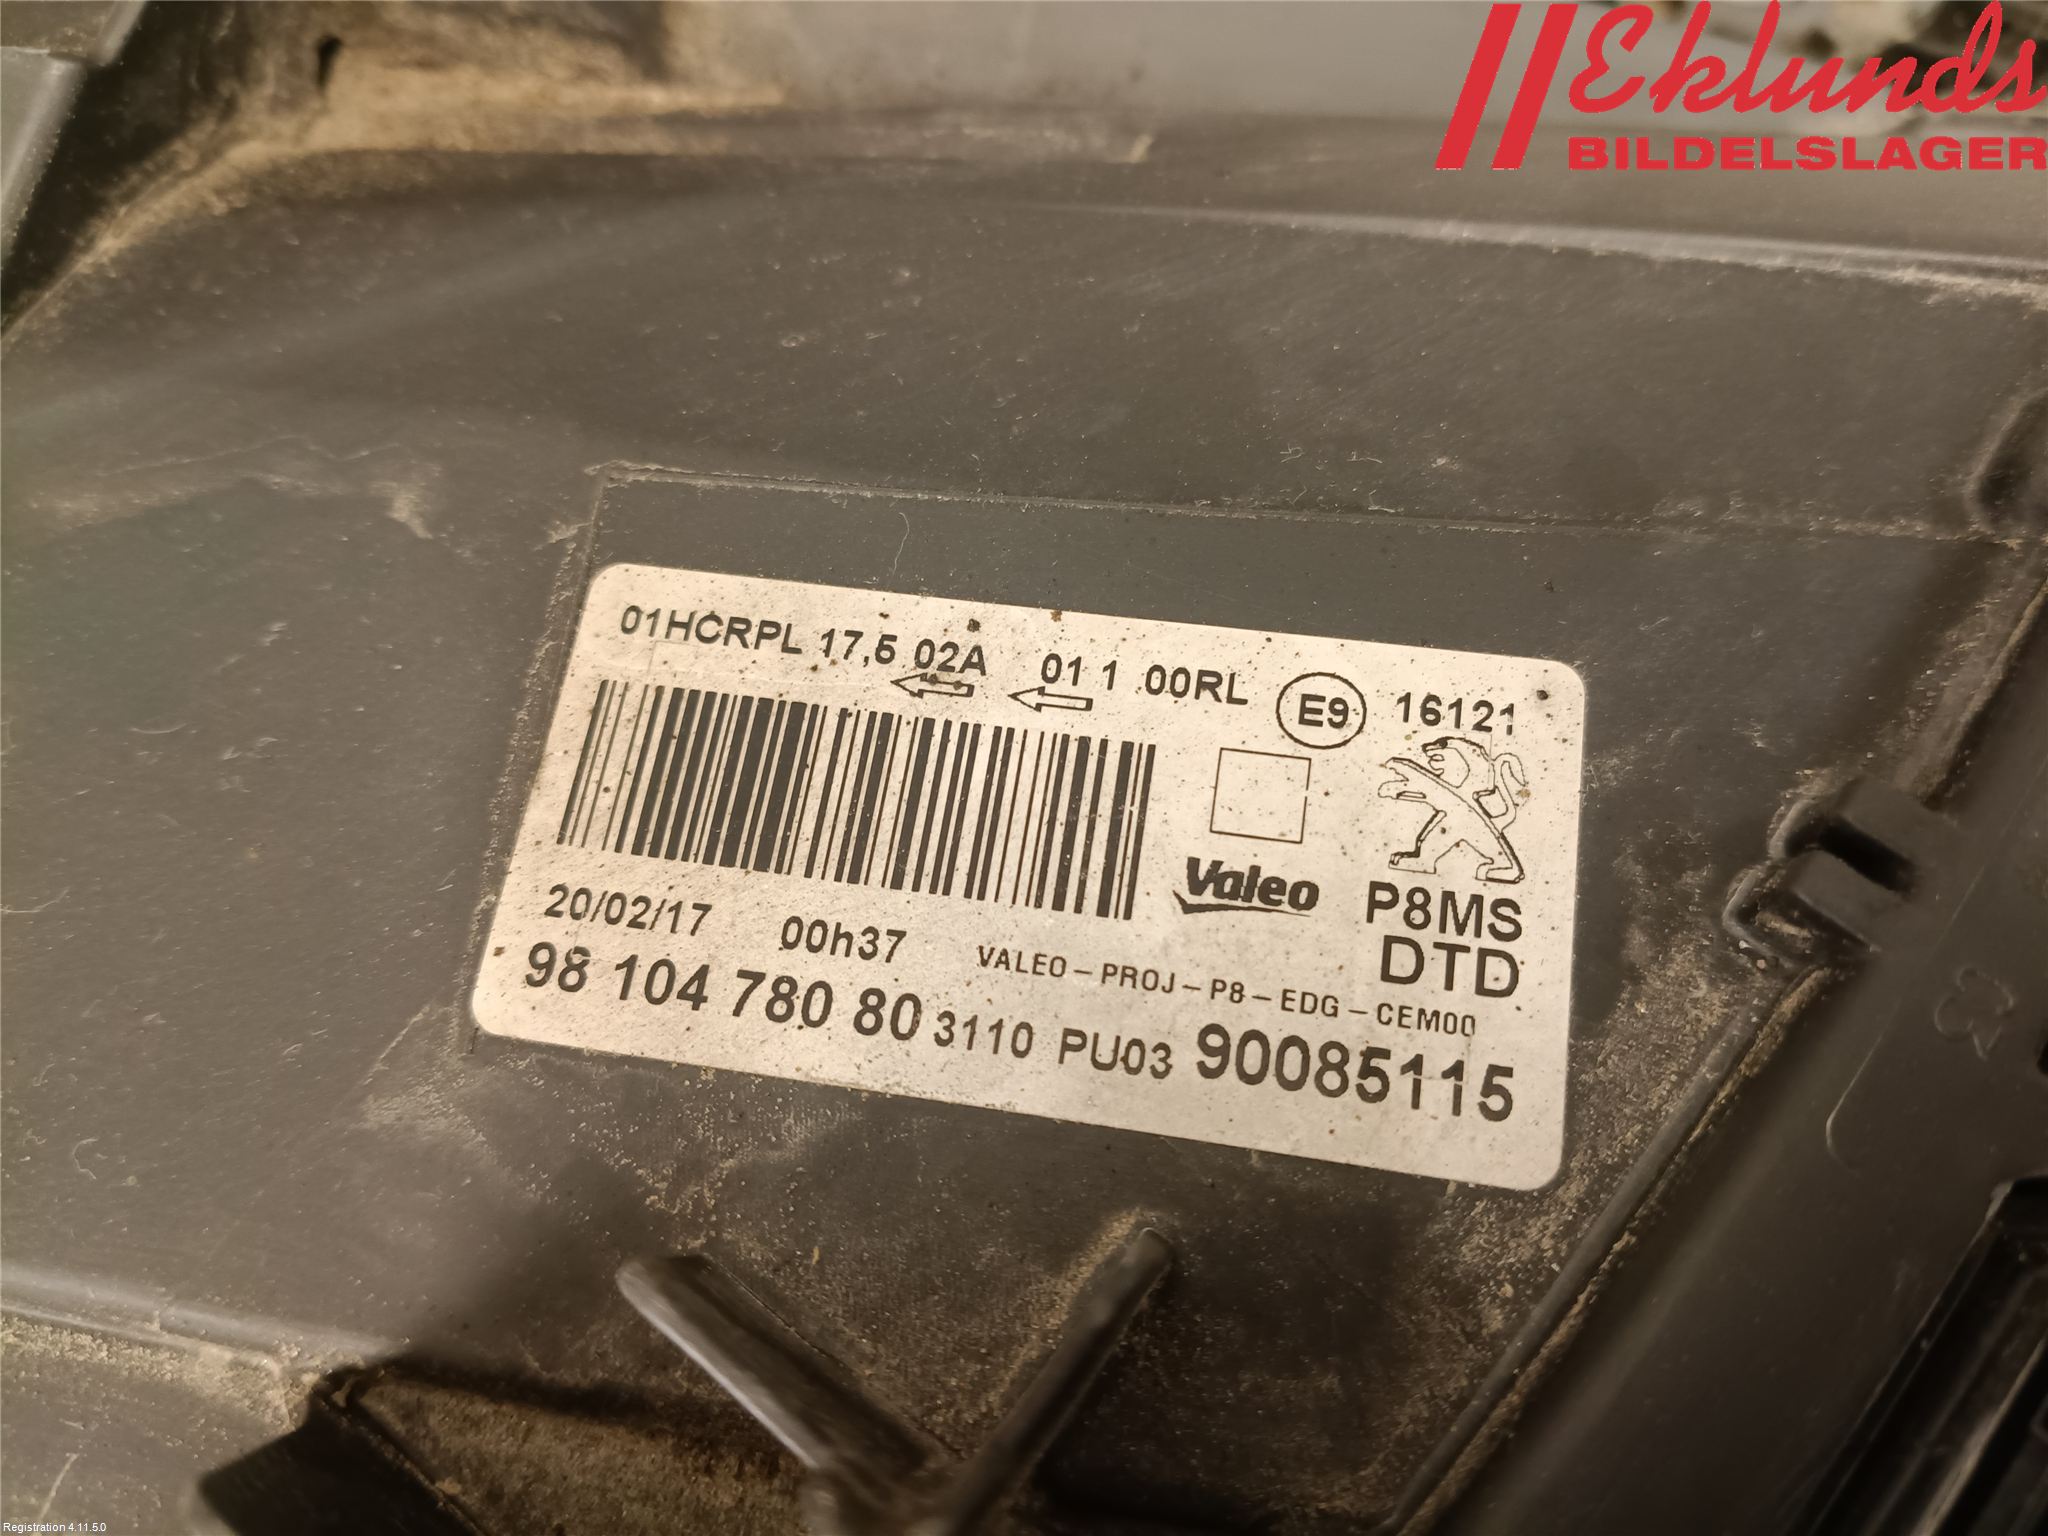 Eklunds
BILDELSLAGER
01HCRPL 17,5 02A 01 1 00RL E9 16121
Valeo
P8MS
DTD
20/02/17 00h37 VALEO-PROJ-P8-EDG-CEM00
98 104 780 80 3110 PU03 90085115
Registration 4.11.5.0